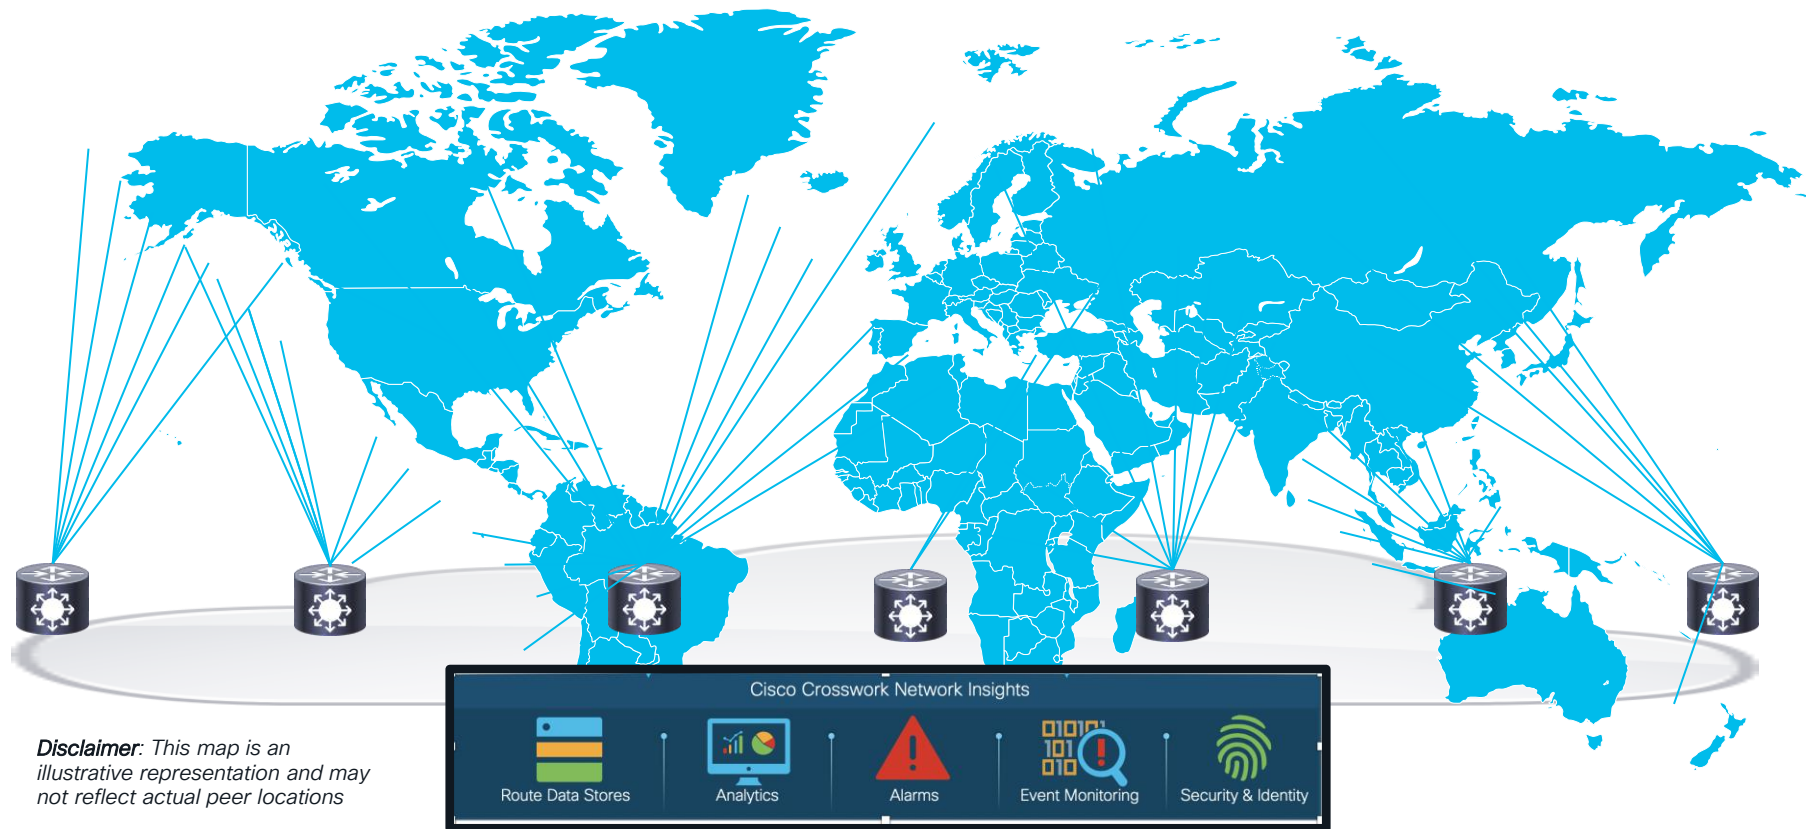 Cisco Crosswork Network Insights
Route Data Stores
Analytics
Alarms
Event Monitoring
Security & Identity
Disclaimer: This map is an
illustrative representation and may
not reflect actual peer locations